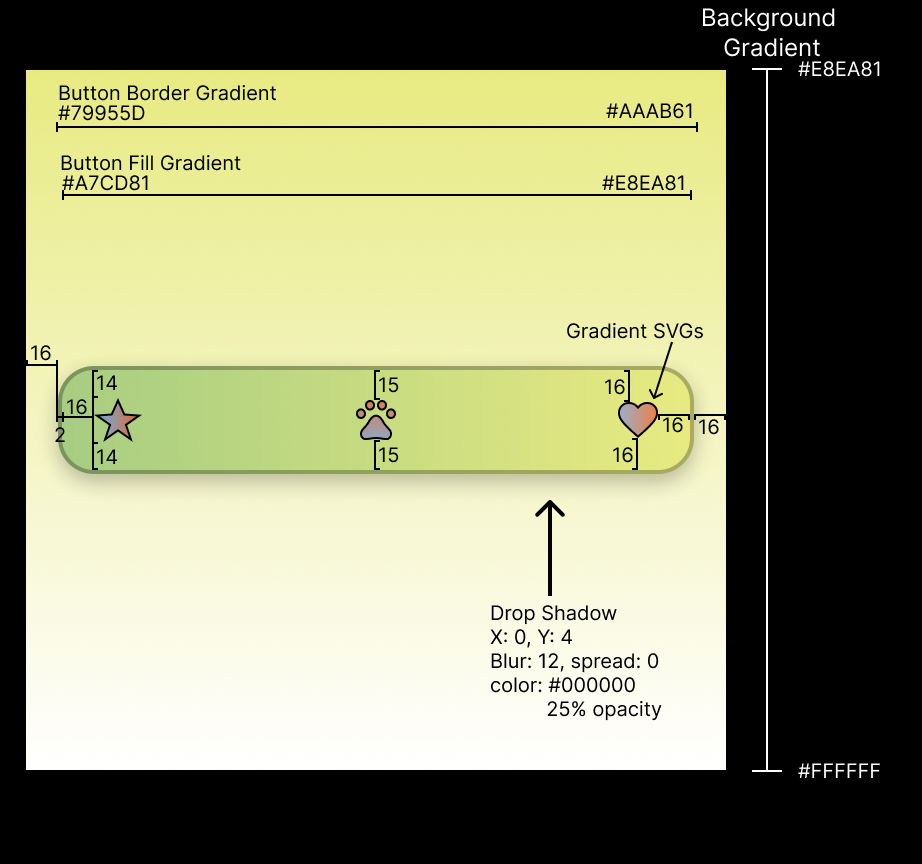 Background
Gradient
#E8EA81
Button Border Gradient
#79955D
#AAAB61
Button Fill Gradient
#A7CD81
#E8EA81
Gradient SVGs
16
14
15
16
16
2
16
16
14
15
16
Drop Shadow
X: 0, Y: 4
Blur: 12, spread: 0
color: #000000
25% opacity
#FFFFFF